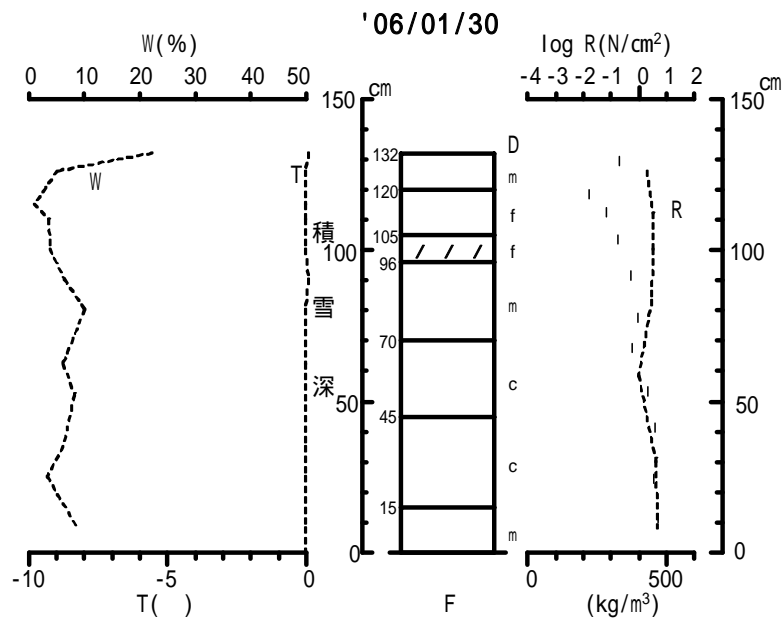 '06/01/30
W(%)
0 10 20 30 40 50
log R(N/cm²)
-4 -3 -2 -1 0 1 2
150 cm
150 cm
132 D
W T m
120
積 f R
105
100 f 100
96
雪 m
70
深 c
50 50
45
c
15
m
0 0
-10 -5 0
0 500
T( ) F (kg/m³)